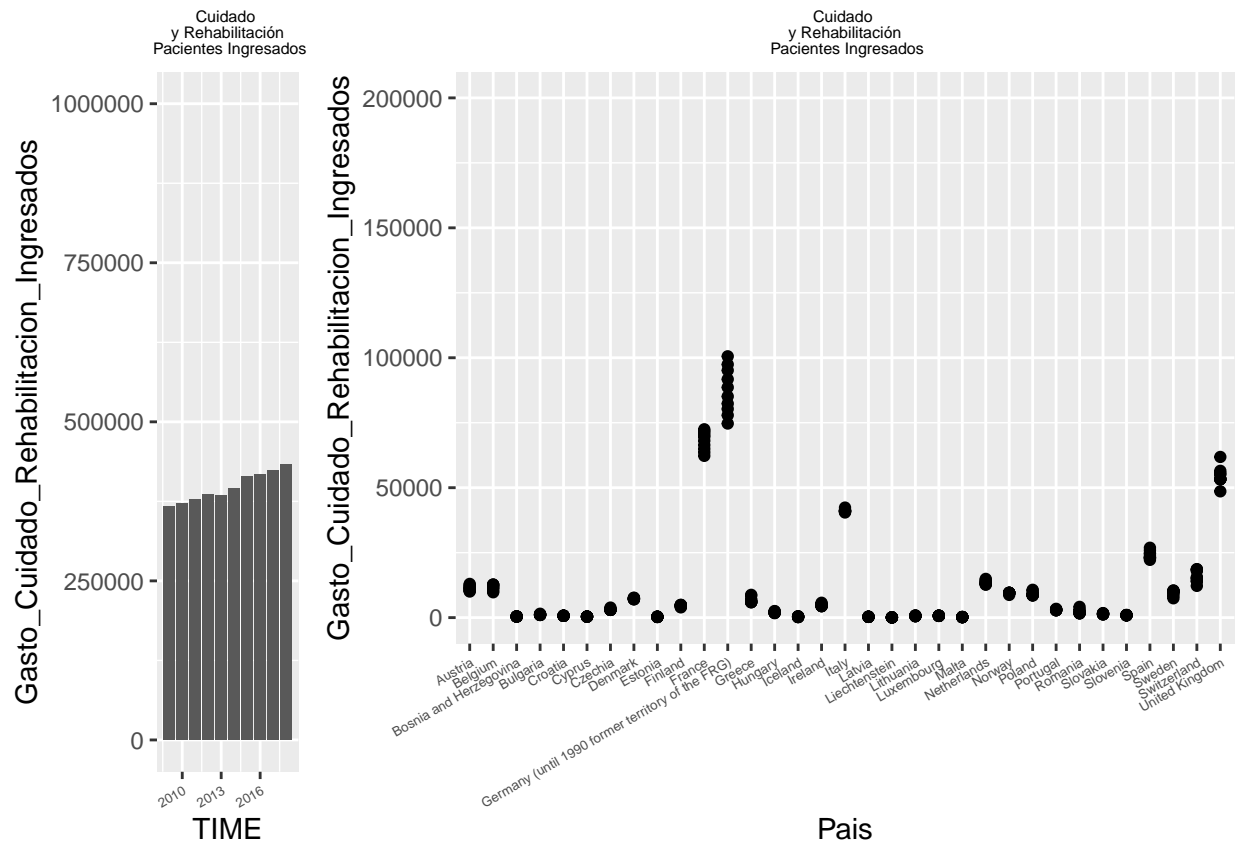 Cuidado
y Rehabilitación
Pacientes Ingresados
Gasto_Cuidado_Rehabilitacion_Ingresados
1000000
750000
500000
250000
0
2010
2013
2016
TIME
Cuidado
y Rehabilitación
Pacientes Ingresados
Gasto_Cuidado_Rehabilitacion_Ingresados
200000
150000
100000
50000
0
Austria
Belgium
Bosnia and Herzegovina
Bulgaria
Croatia
Cyprus
Czechia
Denmark
Estonia
Finland
France
Germany (until 1990 former territory of the FRG)
Greece
Hungary
Iceland
Ireland
Italy
Latvia
Liechtenstein
Lithuania
Luxembourg
Malta
Netherlands
Norway
Poland
Portugal
Romania
Slovakia
Slovenia
Spain
Sweden
Switzerland
United Kingdom
Pais